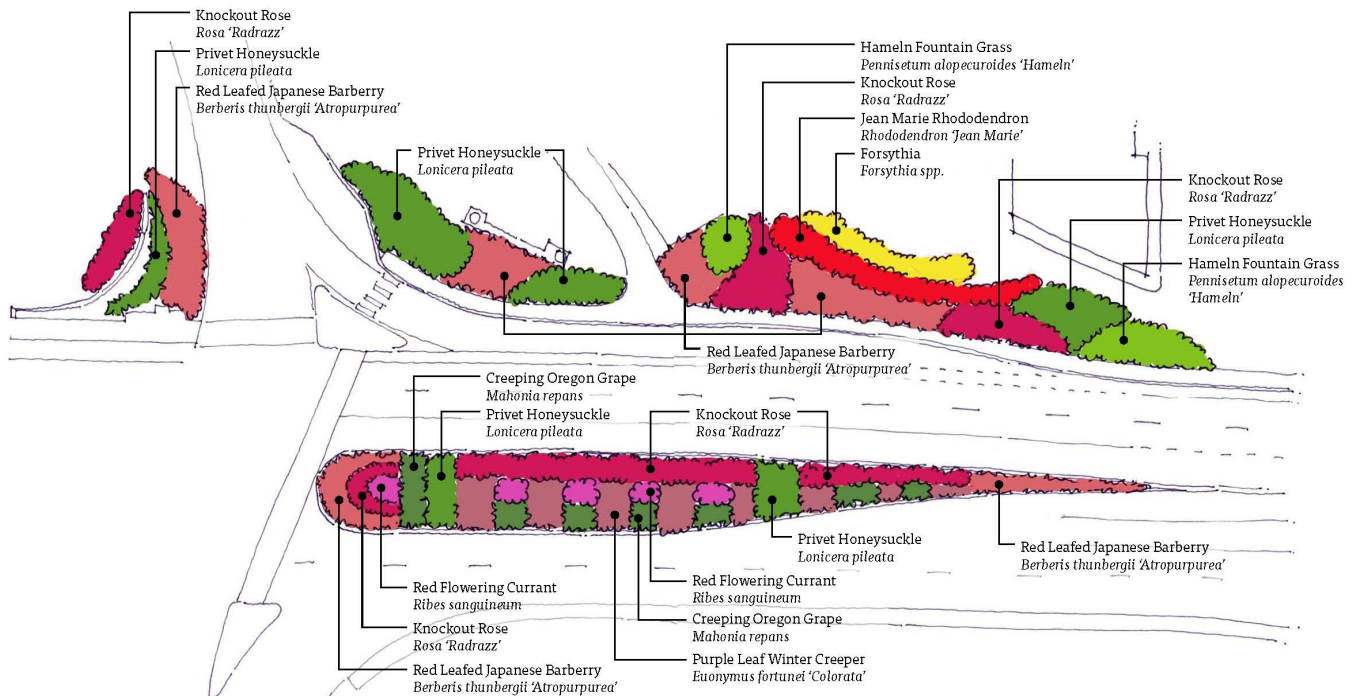 Knockout Rose
Rosa ‘Radrazz’
Privet Honeysuckle
Lonicera pileata
Red Leafed Japanese Barberry
Berberis thunbergii ‘Atropurpurea’
Privet Honeysuckle
Lonicera pileata
Hameln Fountain Grass
Pennisetum alopecuroides ‘Hameln’
Knockout Rose
Rosa ‘Radrazz’
Jean Marie Rhododendron
Rhododendron ‘Jean Marie’
Forsythia
Forsythia spp.
Knockout Rose
Rosa ‘Radrazz’
Privet Honeysuckle
Lonicera pileata
Hameln Fountain Grass
Pennisetum alopecuroides
‘Hameln’
Red Leafed Japanese Barberry
Berberis thunbergii ‘Atropurpurea’
Creeping Oregon Grape
Mahonia repans
Privet Honeysuckle
Lonicera pileata
Knockout Rose
Rosa ‘Radrazz’
Privet Honeysuckle
Lonicera pileata
Red Leafed Japanese Barberry
Berberis thunbergii ‘Atropurpurea’
Red Flowering Currant
Ribes sanguineum
Knockout Rose
Rosa ‘Radrazz’
Red Leafed Japanese Barberry
Berberis thunbergii ‘Atropurpurea’
Red Flowering Currant
Ribes sanguineum
Creeping Oregon Grape
Mahonia repans
Purple Leaf Winter Creeper
Euonymus fortunei ‘Colorata’